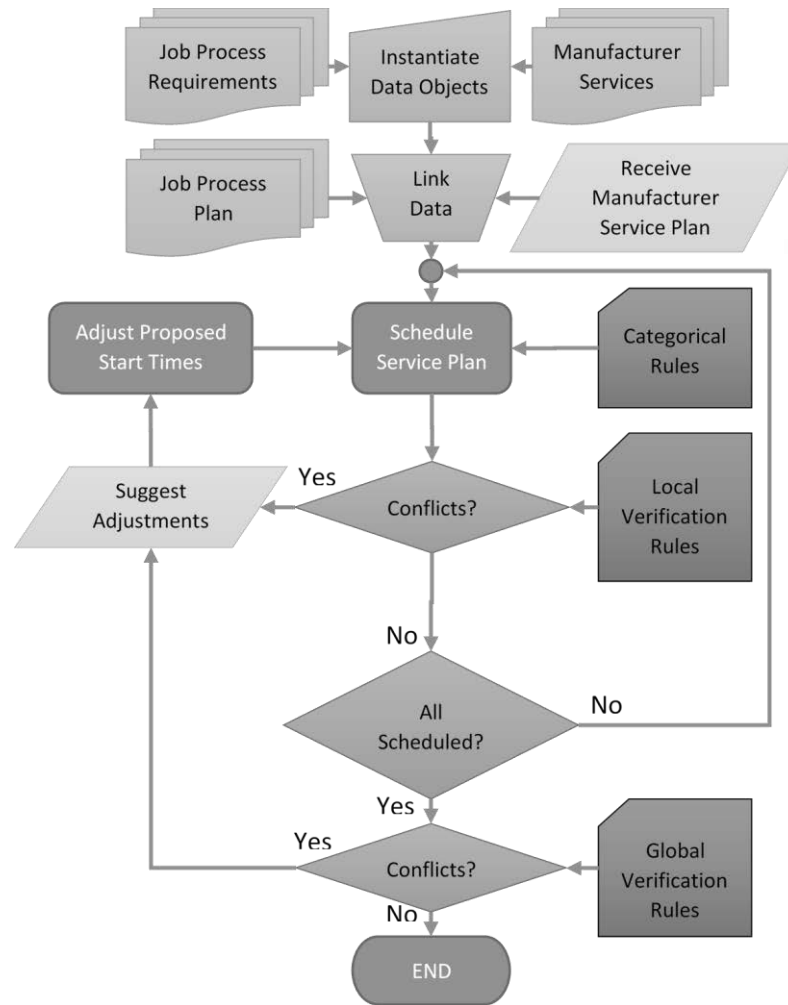 Job Process
Requirements
Instantiate
Data Objects
Manufacturer
Services
Job Process
Plan
Link
Data
Receive
Manufacturer
Service Plan
Adjust Proposed
Start Times
Schedule
Service Plan
Categorical
Rules
Yes
Suggest
Adjustments
Conflicts?
Local
Verification
Rules
No
All
Scheduled?
No
Yes
Yes
Conflicts?
Global
Verification
Rules
No
END